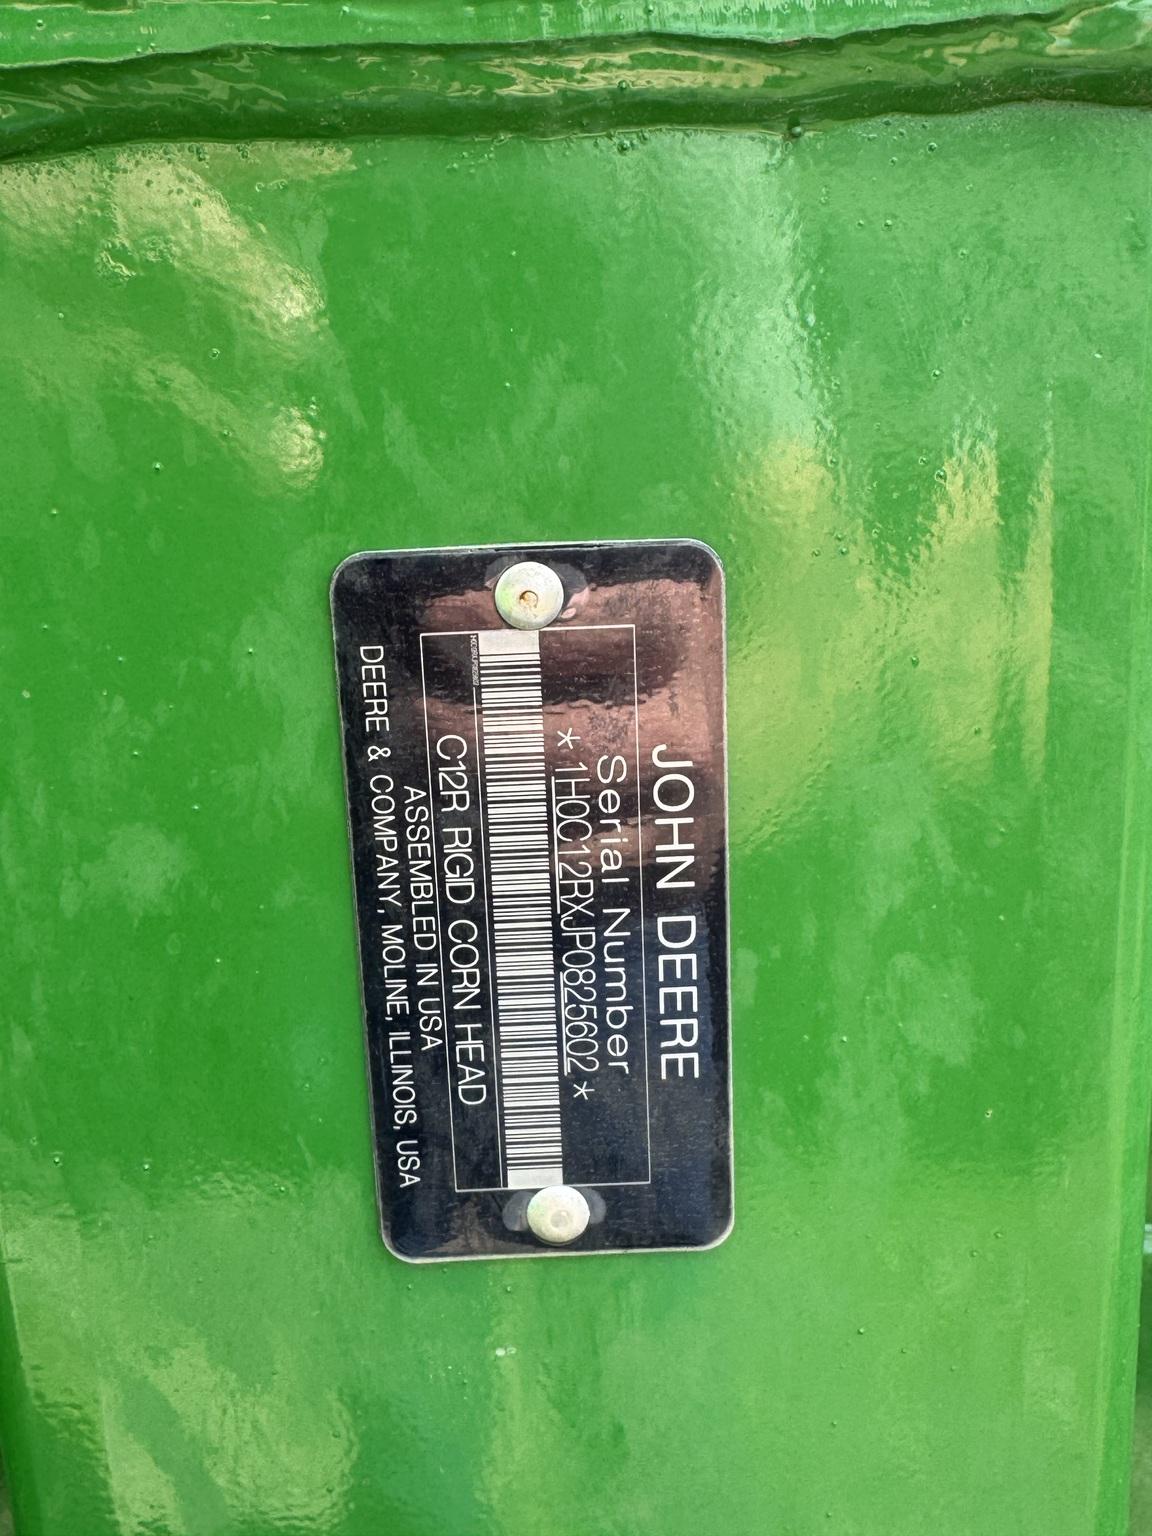 JOHN DEERE
Serial Number
*1H0C12RXJP0825602*
C12R RIGID CORN HEAD
ASSEMBLED IN USA
DEERE & COMPANY, MOLINE, ILLINOIS, USA